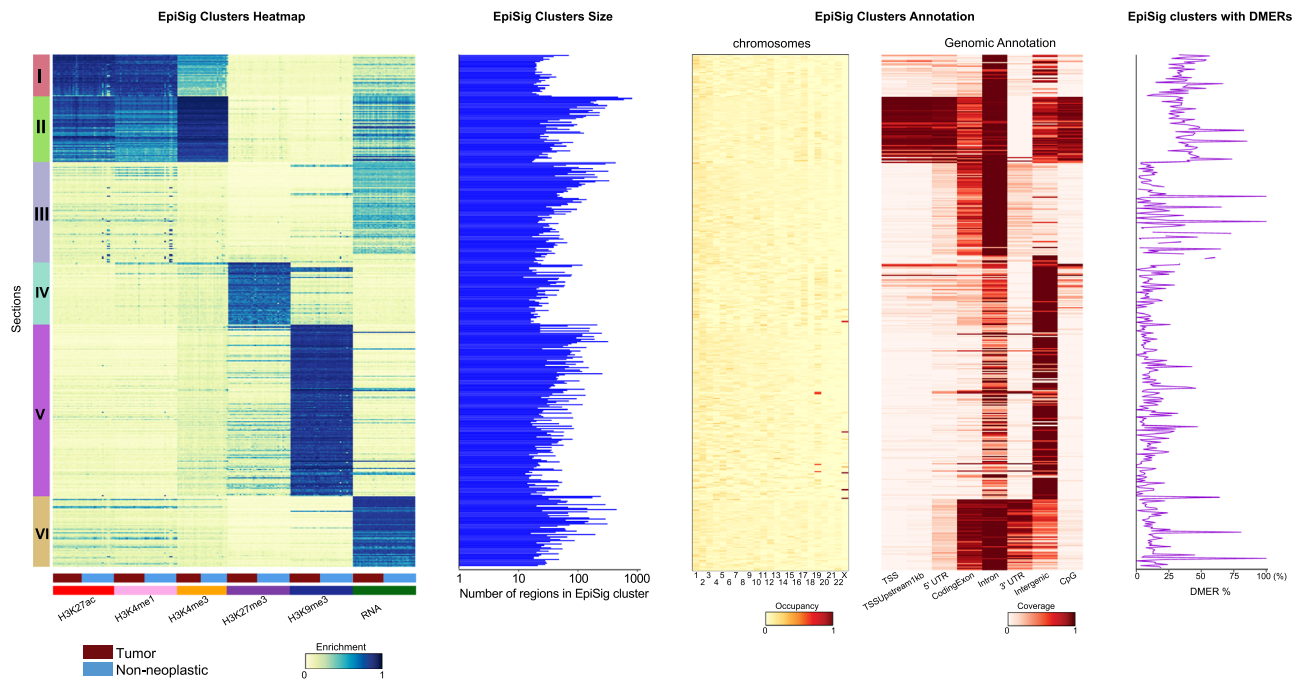 EpiSig Clusters Heatmap
EpiSig Clusters Size
EpiSig Clusters Annotation
EpiSig clusters with DMERs
chromosomes
Genomic Annotation
Sections
I
II
III
IV
V
VI
H3K27ac
H3K4me1
H3K4me3
H3K27me3
H3K9me3
RNA
Tumor
Non-neoplastic
Enrichment
0 1
1 10 100 1000
Number of regions in EpiSig cluster
1 3 5 7 9 11 13 15 17 19 21 X
2 4 6 8 10 12 14 16 18 20 22
Occupancy
0 1
TSS
TSSUpstream1kb
5' UTR
CodingExon
Intron
3' UTR
Intergenic
CpG
Coverage
0 1
0 25 50 75 100 (%)
DMER %